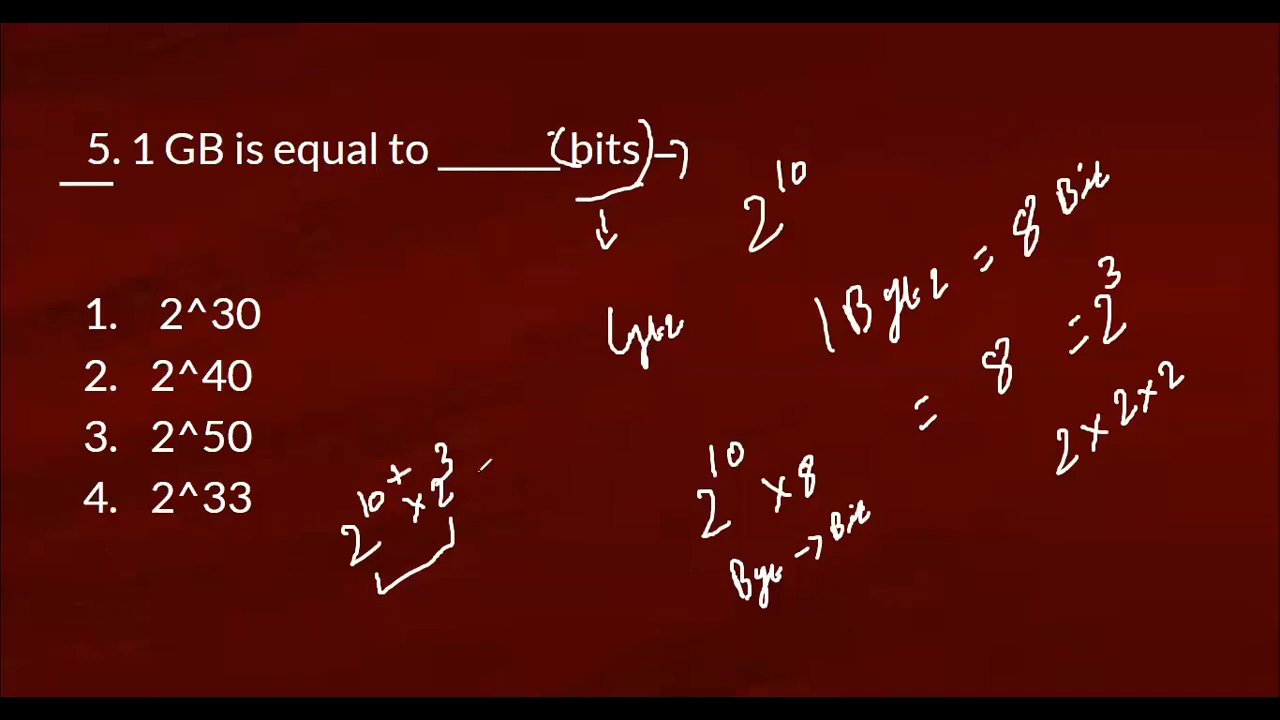 5. 1 GB is equal to ______(bits) →
2^10
1 Byte = 8 Bit
= 8 = 2^3
2 × 2 × 2
1. 2^30
2. 2^40
3. 2^50
4. 2^33
2^10 + × 2^3
2^10 × 8
Byte → Bit